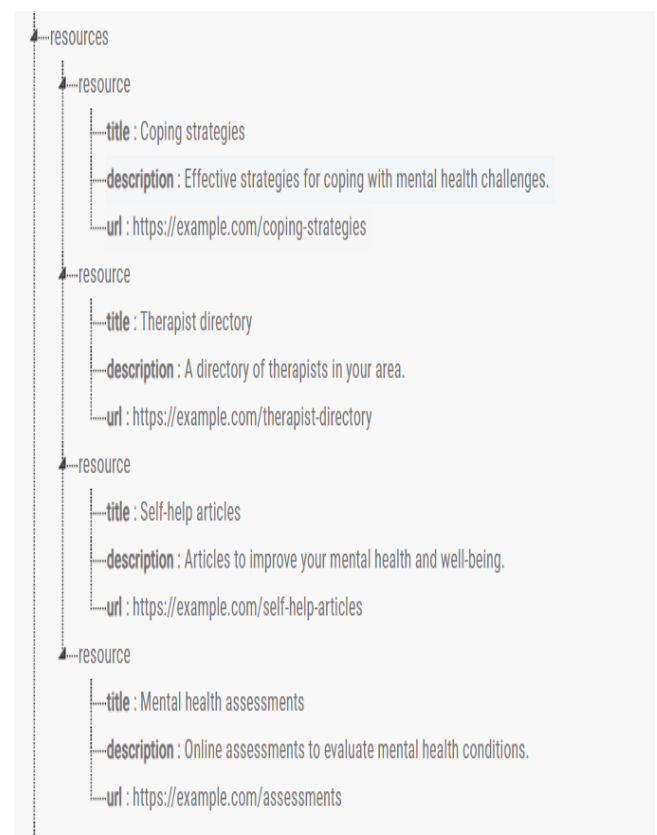 resources
resource
title : Coping strategies
description : Effective strategies for coping with mental health challenges.
url : https://example.com/coping-strategies
resource
title : Therapist directory
description : A directory of therapists in your area.
url : https://example.com/therapist-directory
resource
title : Self-help articles
description : Articles to improve your mental health and well-being.
url : https://example.com/self-help-articles
resource
title : Mental health assessments
description : Online assessments to evaluate mental health conditions.
url : https://example.com/assessments